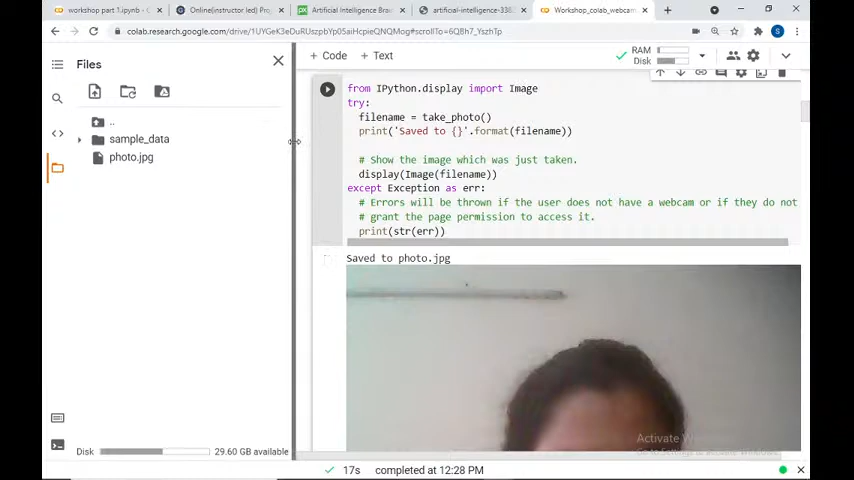 workshop part 1.ipynb - C
Online(instructor led) Pro
Artificial Intelligence Brau
artificial-intelligence-338
Workshop_colab_webcam
colab.research.google.com/drive/
+ Code
+ Text
RAM
Disk
Files
..
sample_data
photo.jpg
from IPython.display import Image
try:
filename = take_photo()
print('Saved to {}'.format(filename))
# Show the image which was just taken.
display(Image(filename))
except Exception as err:
# Errors will be thrown if the user does not have a webcam or if they do not
# grant the page permission to access it.
print(str(err))
Saved to photo.jpg
Activate
Disk
29.60 GB available
17s
completed at 12:28 PM